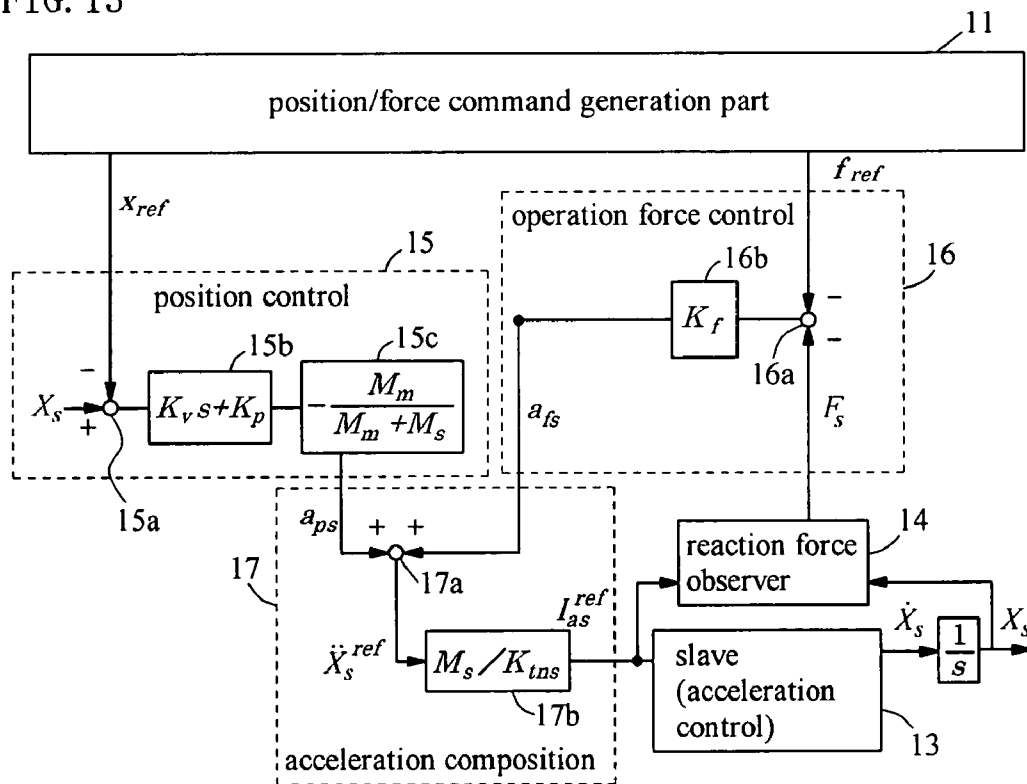 FIG. 13
11
position/force command generation part
x_ref
f_ref
operation force control
15
position control
16b
16
K_f
−
−
16a
15b
15c
−
X_s
+
K_v s+K_p
−M_m/(M_m +M_s)
15a
a_fs
F_s
a_ps
+ +
17
17a
14
reaction force
observer
I_as^ref
Ẍ_s^ref
M_s/K_tns
17b
slave
(acceleration
control)
13
Ẋ_s
1/s
X_s
acceleration composition